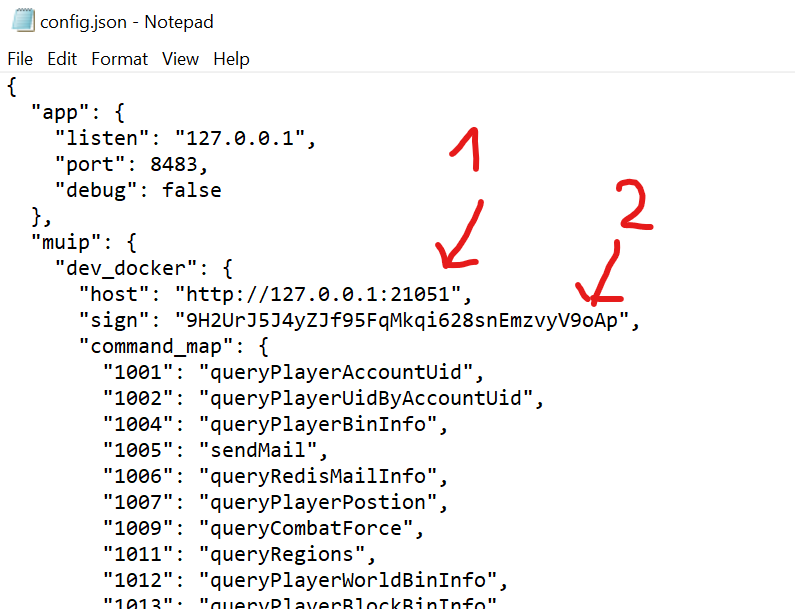 config.json - Notepad
File Edit Format View Help
{
"app": {
"listen": "127.0.0.1",
"port": 8483,
"debug": false
},
"muip": {
"dev_docker": {
"host": "http://127.0.0.1:21051",
"sign": "9H2UrJ5J4yZJf95FqMkqi628snEmzvyV9oAp",
"command_map": {
"1001": "queryPlayerAccountUid",
"1002": "queryPlayerUidByAccountUid",
"1004": "queryPlayerBinInfo",
"1005": "sendMail",
"1006": "queryRedisMailInfo",
"1007": "queryPlayerPostion",
"1009": "queryCombatForce",
"1011": "queryRegions",
"1012": "queryPlayerWorldBinInfo",
"1013": "queryPlayerBlockBinInfo"
1
2